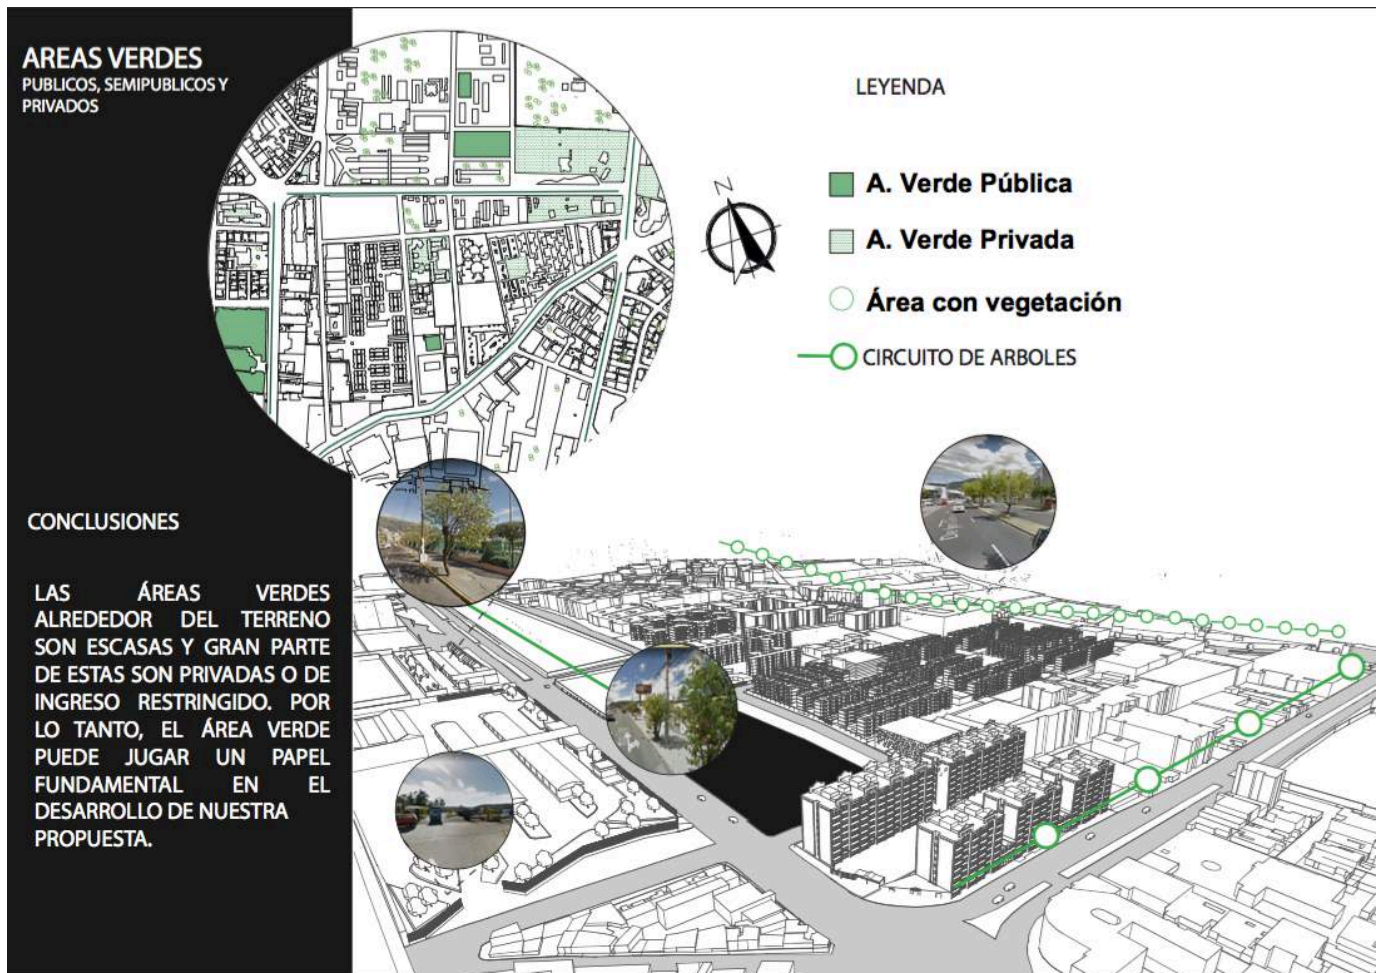 AREAS VERDES
PUBLICOS, SEMIPUBLICOS Y
PRIVADOS
LEYENDA
N
A. Verde Pública
A. Verde Privada
Área con vegetación
CIRCUITO DE ARBOLES
CONCLUSIONES
LAS ÁREAS VERDES
ALREDEDOR DEL TERRENO
SON ESCASAS Y GRAN PARTE
DE ESTAS SON PRIVADAS O DE
INGRESO RESTRINGIDO. POR
LO TANTO, EL ÁREA VERDE
PUEDE JUGAR UN PAPEL
FUNDAMENTAL EN EL
DESARROLLO DE NUESTRA
PROPUESTA.